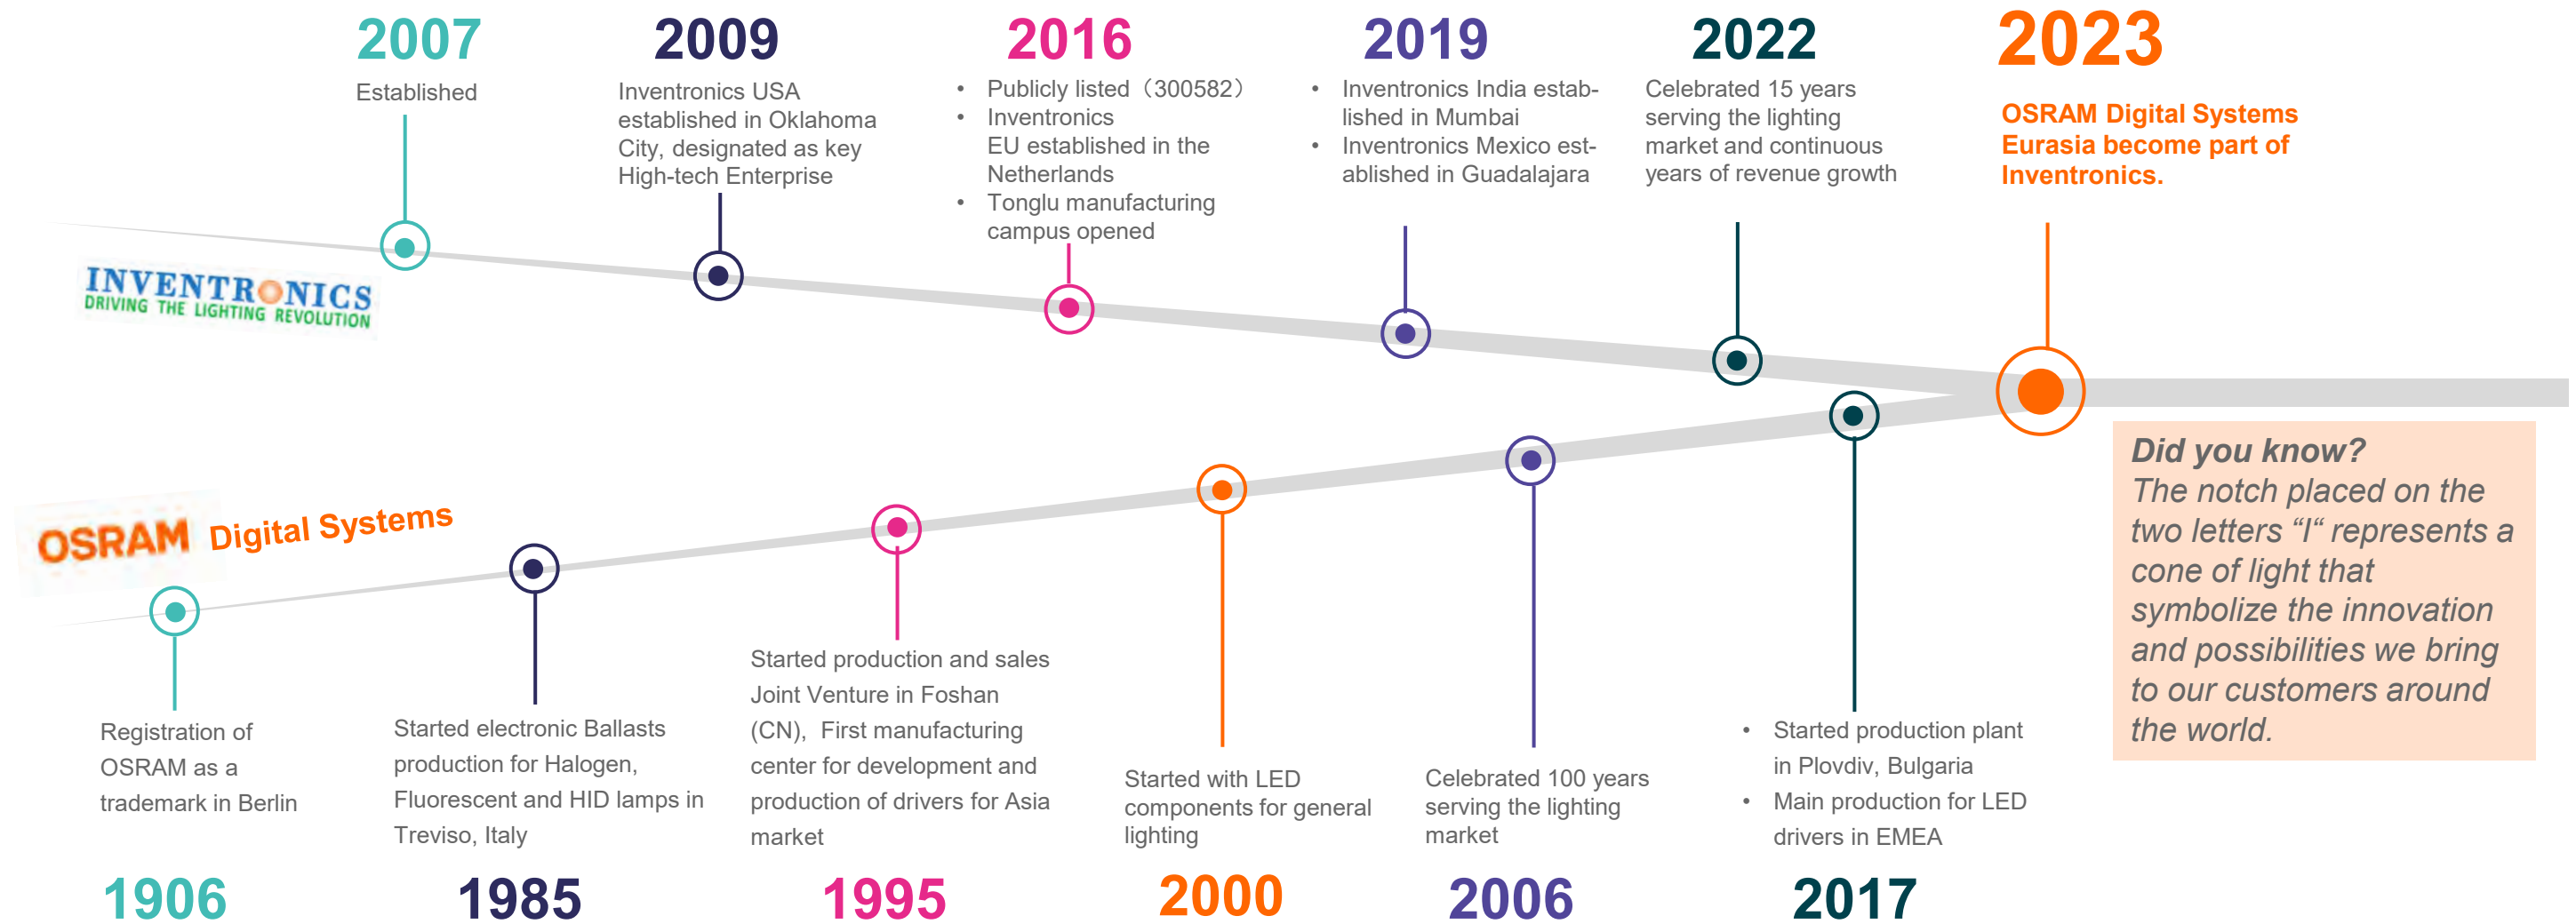 2007
Established
2009
Inventronics USA
established in Oklahoma
City, designated as key
High-tech Enterprise
2016
• Publicly listed（300582）
• Inventronics
EU established in the
Netherlands
• Tonglu manufacturing
campus opened
2019
• Inventronics India estab-
lished in Mumbai
• Inventronics Mexico est-
ablished in Guadalajara
2022
Celebrated 15 years
serving the lighting
market and continuous
years of revenue growth
2023
OSRAM Digital Systems
Eurasia become part of
Inventronics.
INVENTRONICS
DRIVING THE LIGHTING REVOLUTION
OSRAM Digital Systems
Registration of
OSRAM as a
trademark in Berlin
1906
Started electronic Ballasts
production for Halogen,
Fluorescent and HID lamps in
Treviso, Italy
1985
Started production and sales
Joint Venture in Foshan
(CN), First manufacturing
center for development and
production of drivers for Asia
market
1995
Started with LED
components for general
lighting
2000
Celebrated 100 years
serving the lighting
market
2006
• Started production plant
in Plovdiv, Bulgaria
• Main production for LED
drivers in EMEA
2017
Did you know?
The notch placed on the
two letters “I“ represents a
cone of light that
symbolize the innovation
and possibilities we bring
to our customers around
the world.